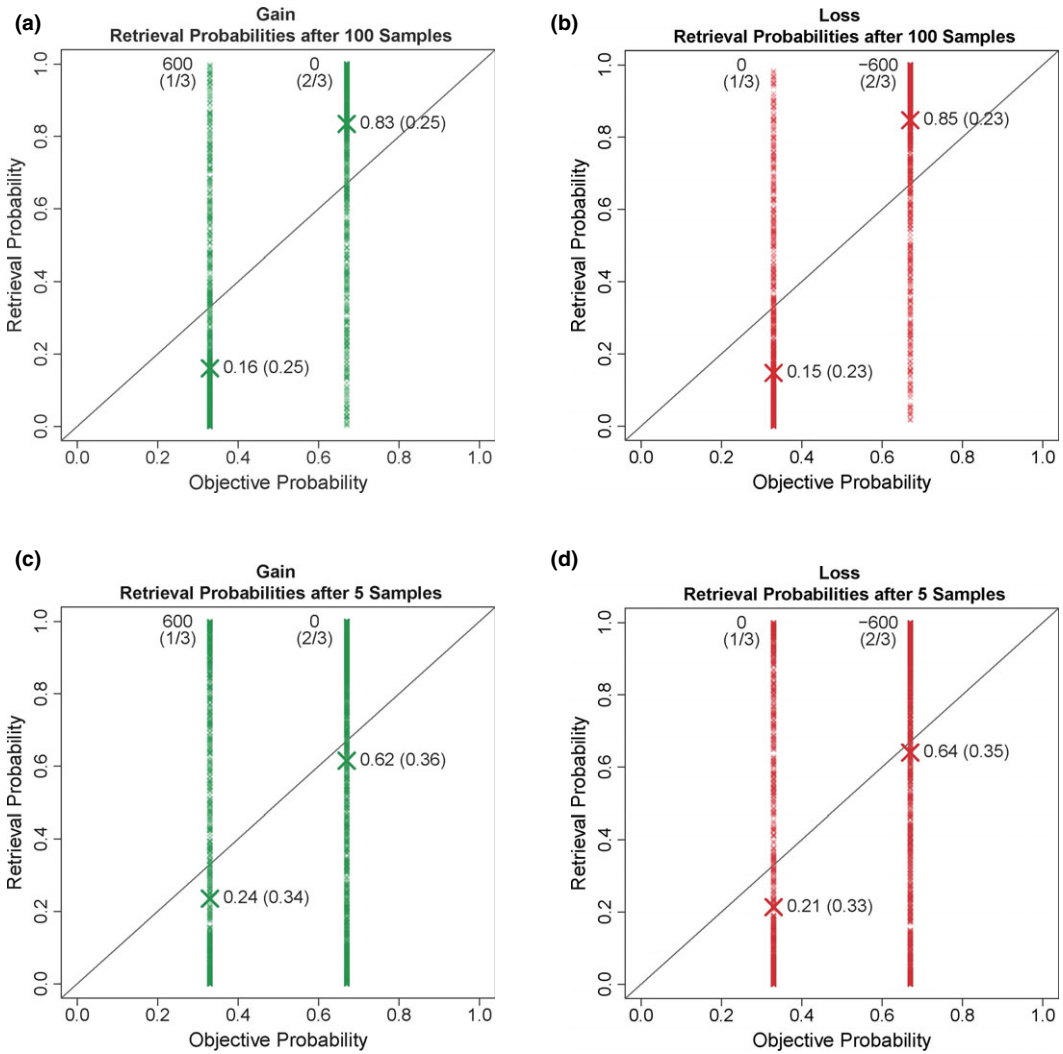 (a)
Gain
Retrieval Probabilities after 100 Samples
600
(1/3)
0
(2/3)
0.83 (0.25)
0.16 (0.25)
Retrieval Probability
0.0
0.2
0.4
0.6
0.8
1.0
0.0 0.2 0.4 0.6 0.8 1.0
Objective Probability
(b)
Loss
Retrieval Probabilities after 100 Samples
0
(1/3)
−600
(2/3)
0.85 (0.23)
0.15 (0.23)
Retrieval Probability
0.0
0.2
0.4
0.6
0.8
1.0
0.0 0.2 0.4 0.6 0.8 1.0
Objective Probability
(c)
Gain
Retrieval Probabilities after 5 Samples
600
(1/3)
0
(2/3)
0.62 (0.36)
0.24 (0.34)
Retrieval Probability
0.0
0.2
0.4
0.6
0.8
1.0
0.0 0.2 0.4 0.6 0.8 1.0
Objective Probability
(d)
Loss
Retrieval Probabilities after 5 Samples
0
(1/3)
−600
(2/3)
0.64 (0.35)
0.21 (0.33)
Retrieval Probability
0.0
0.2
0.4
0.6
0.8
1.0
0.0 0.2 0.4 0.6 0.8 1.0
Objective Probability